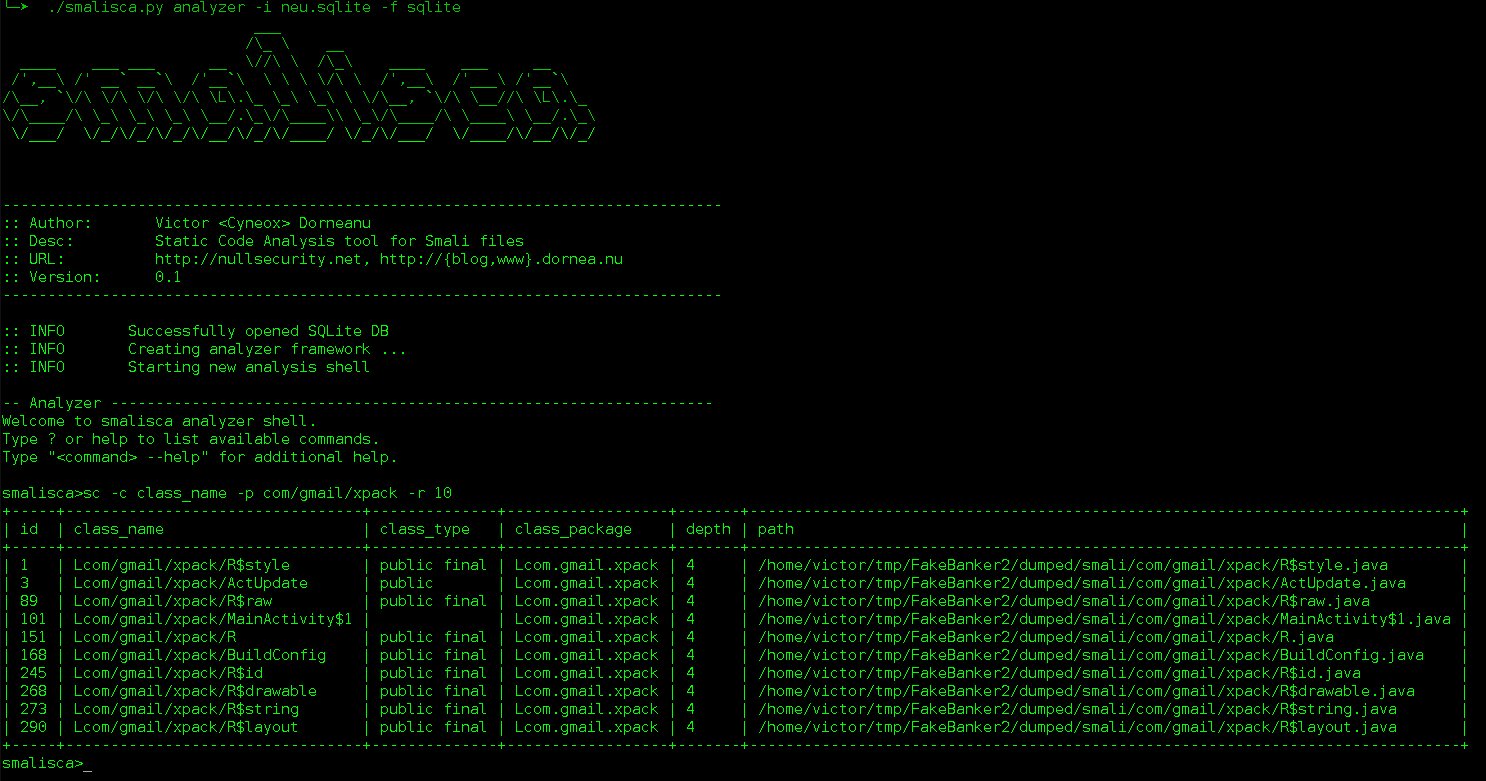 └─➤  ./smalisca.py analyzer -i neu.sqlite -f sqlite
smalisca
--------------------------------------------------------------------------------
:: Author:       Victor <Cyneox> Dorneanu
:: Desc:         Static Code Analysis tool for Smali files
:: URL:          http://nullsecurity.net, http://{blog,www}.dornea.nu
:: Version:      0.1
--------------------------------------------------------------------------------
:: INFO       Successfully opened SQLite DB
:: INFO       Creating analyzer framework ...
:: INFO       Starting new analysis shell
-- Analyzer -------------------------------------------------------------------
Welcome to smalisca analyzer shell.
Type ? or help to list available commands.
Type "<command> --help" for additional help.
smalisca>sc -c class_name -p com/gmail/xpack -r 10
| id  | class_name                      | class_type   | class_package    | depth | path |
| 1   | Lcom/gmail/xpack/R$style        | public final | Lcom.gmail.xpack | 4     | /home/victor/tmp/FakeBanker2/dumped/smali/com/gmail/xpack/R$style.java |
| 3   | Lcom/gmail/xpack/ActUpdate      | public       | Lcom.gmail.xpack | 4     | /home/victor/tmp/FakeBanker2/dumped/smali/com/gmail/xpack/ActUpdate.java |
| 89  | Lcom/gmail/xpack/R$raw          | public final | Lcom.gmail.xpack | 4     | /home/victor/tmp/FakeBanker2/dumped/smali/com/gmail/xpack/R$raw.java |
| 101 | Lcom/gmail/xpack/MainActivity$1 |              | Lcom.gmail.xpack | 4     | /home/victor/tmp/FakeBanker2/dumped/smali/com/gmail/xpack/MainActivity$1.java |
| 151 | Lcom/gmail/xpack/R              | public final | Lcom.gmail.xpack | 4     | /home/victor/tmp/FakeBanker2/dumped/smali/com/gmail/xpack/R.java |
| 168 | Lcom/gmail/xpack/BuildConfig    | public final | Lcom.gmail.xpack | 4     | /home/victor/tmp/FakeBanker2/dumped/smali/com/gmail/xpack/BuildConfig.java |
| 245 | Lcom/gmail/xpack/R$id           | public final | Lcom.gmail.xpack | 4     | /home/victor/tmp/FakeBanker2/dumped/smali/com/gmail/xpack/R$id.java |
| 268 | Lcom/gmail/xpack/R$drawable     | public final | Lcom.gmail.xpack | 4     | /home/victor/tmp/FakeBanker2/dumped/smali/com/gmail/xpack/R$drawable.java |
| 273 | Lcom/gmail/xpack/R$string       | public final | Lcom.gmail.xpack | 4     | /home/victor/tmp/FakeBanker2/dumped/smali/com/gmail/xpack/R$string.java |
| 290 | Lcom/gmail/xpack/R$layout       | public final | Lcom.gmail.xpack | 4     | /home/victor/tmp/FakeBanker2/dumped/smali/com/gmail/xpack/R$layout.java |
smalisca>_